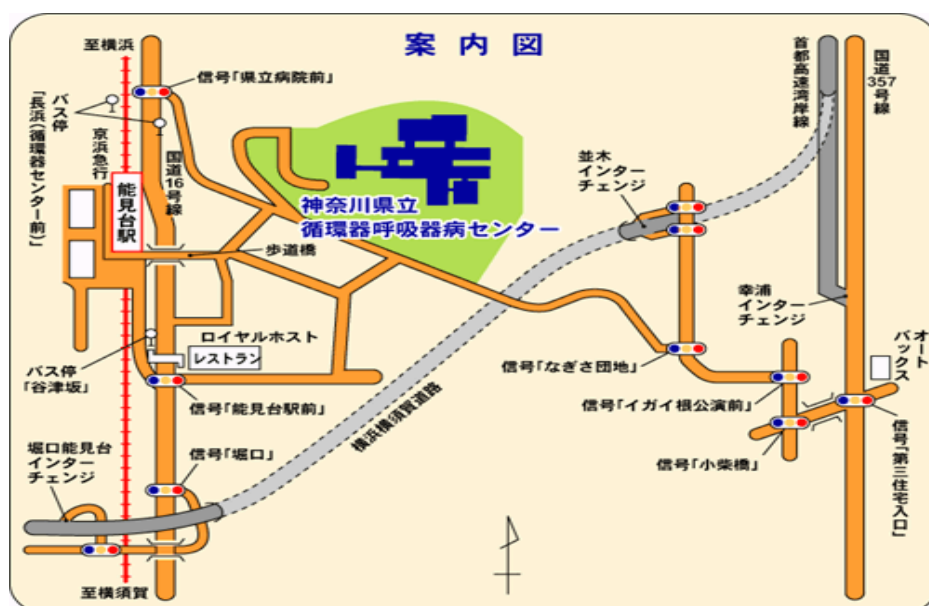 案内図
至横浜
信号「県立病院前」
バス停
「長浜(循環器センター前)」
京浜急行
国道16号線
能見台駅
首都高速湾岸線
国道
357
号線
並木
インター
チェンジ
神奈川県立
循環器呼吸器病センター
歩道橋
幸浦
インター
チェンジ
ロイヤルホスト
レストラン
バス停
「谷津坂」
信号「なぎさ団地」
オート
バックス
信号「能見台駅前」
信号「イガイ根公演前」
横浜横須賀道路
堀口能見台
インター
チェンジ
信号「堀口」
信号「小柴橋」
信号「第三住宅入口」
至横須賀